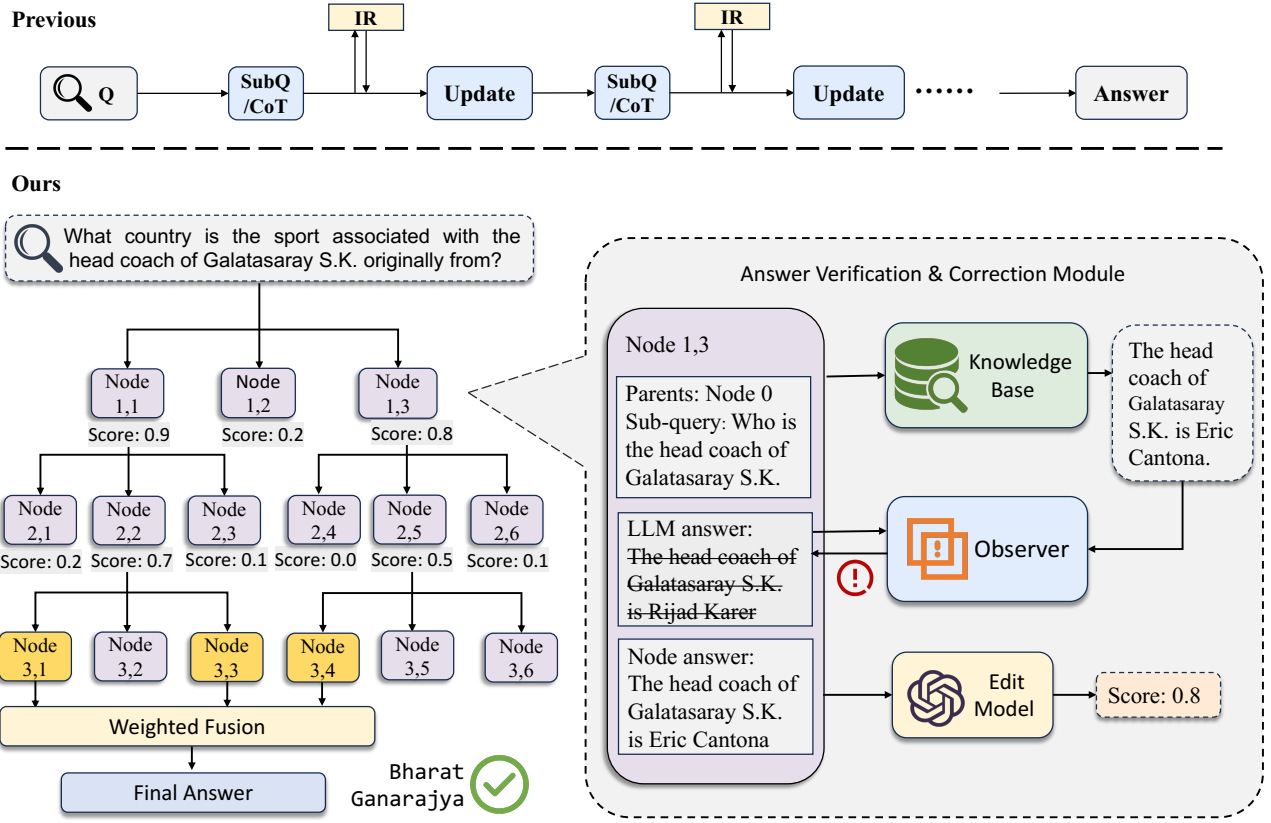 Previous
IR
IR
Q
SubQ
/CoT
Update
SubQ
/CoT
Update
......
Answer
Ours
What country is the sport associated with the
head coach of Galatasaray S.K. originally from?
Node
1,1
Node
1,2
Node
1,3
Score: 0.9
Score: 0.2
Score: 0.8
Node
2,1
Node
2,2
Node
2,3
Node
2,4
Node
2,5
Node
2,6
Score: 0.2
Score: 0.7
Score: 0.1
Score: 0.0
Score: 0.5
Score: 0.1
Node
3,1
Node
3,2
Node
3,3
Node
3,4
Node
3,5
Node
3,6
Weighted Fusion
Final Answer
Bharat
Ganarajya
Answer Verification & Correction Module
Node 1,3
Parents: Node 0
Sub-query: Who is
the head coach of
Galatasaray S.K.
LLM answer:
The head coach of
Galatasaray S.K.
is Rijad Karer
Node answer:
The head coach of
Galatasaray S.K.
is Eric Cantona
Knowledge
Base
The head
coach of
Galatasaray
S.K. is Eric
Cantona.
Observer
Edit
Model
Score: 0.8